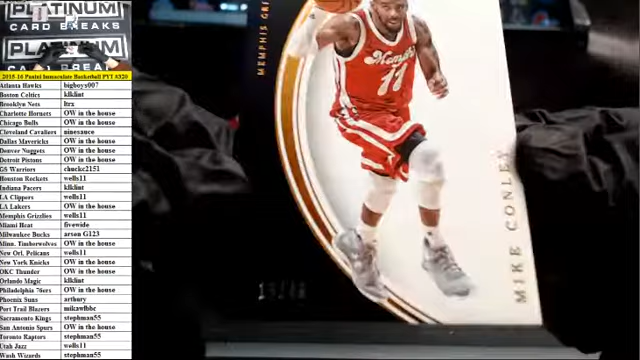 PLATINUM
CARD BREAKS
PLATINUM
CARD BREAKS
2015-16 Panini Immaculate Basketball PYT #320
Atlanta Hawks bigboys007
Boston Celtics klklint
Brooklyn Nets ltrx
Charlotte Hornets OW in the house
Chicago Bulls OW in the house
Cleveland Cavaliers ninesauce
Dallas Mavericks OW in the house
Denver Nuggets OW in the house
Detroit Pistons OW in the house
GS Warriors chuckc2151
Houston Rockets wells11
Indiana Pacers klklint
LA Clippers wells11
LA Lakers OW in the house
Memphis Grizzlies wells11
Miami Heat fivewide
Milwaukee Bucks arson G123
Minn. Timberwolves OW in the house
New Orl. Pelicans wells11
New York Knicks OW in the house
OKC Thunder OW in the house
Orlando Magic klklint
Philadelphia 76ers OW in the house
Phoenix Suns arthury
Port Trail Blazers mikawlbbc
Sacramento Kings stephman55
San Antonio Spurs OW in the house
Toronto Raptors stephman55
Utah Jazz wells11
Wash Wizards stephman55
MEMPHIS GRI
Memphis
11
MIKE CONLEY